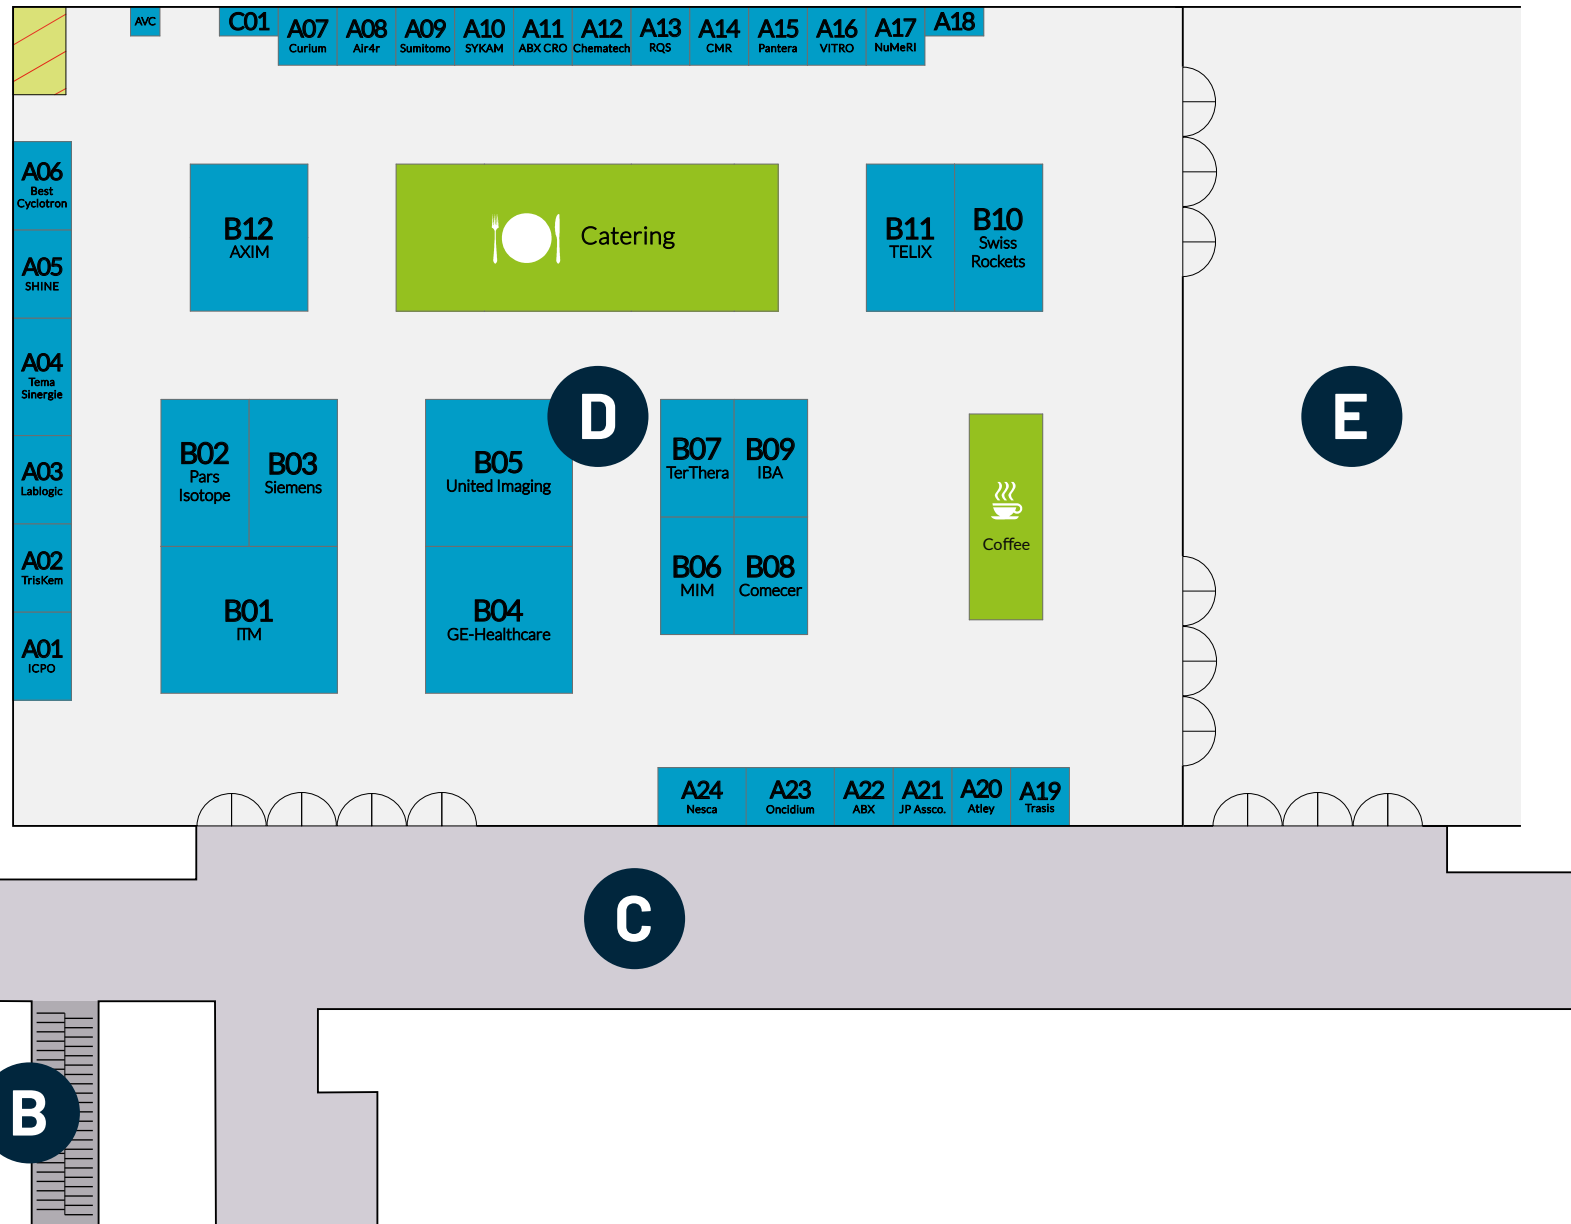 AVC
C01
A07
Curium
A08
Air4r
A09
Sumitomo
A10
SYKAM
A11
ABX CRO
A12
Chematech
A13
RQS
A14
CMR
A15
Pantera
A16
VITRO
A17
NuMeRI
A18
A06
Best
Cyclotron
A05
SHINE
A04
Tema
Sinergie
A03
Lablogic
A02
TrisKem
A01
ICPO
B12
AXIM
Catering
B11
TELIX
B10
Swiss
Rockets
B02
Pars
Isotope
B03
Siemens
B01
ITM
B05
United Imaging
B04
GE-Healthcare
D
B07
TerThera
B09
IBA
B06
MIM
B08
Comecer
Coffee
E
A24
Nesca
A23
Oncidium
A22
ABX
A21
JP Assco.
A20
Atley
A19
Trasis
C
B